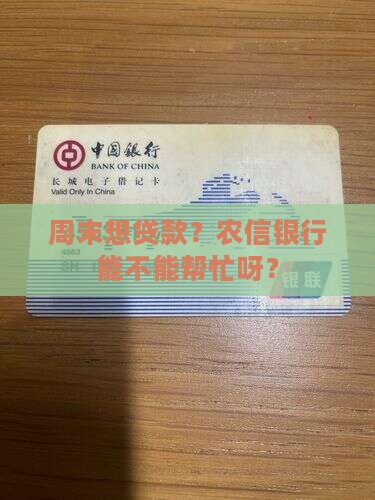 中国银行
BANK OF CHINA
长城电子借记卡
Valid Only In China
周末想贷款？农信银行
能不能帮忙呀？
4563
银联